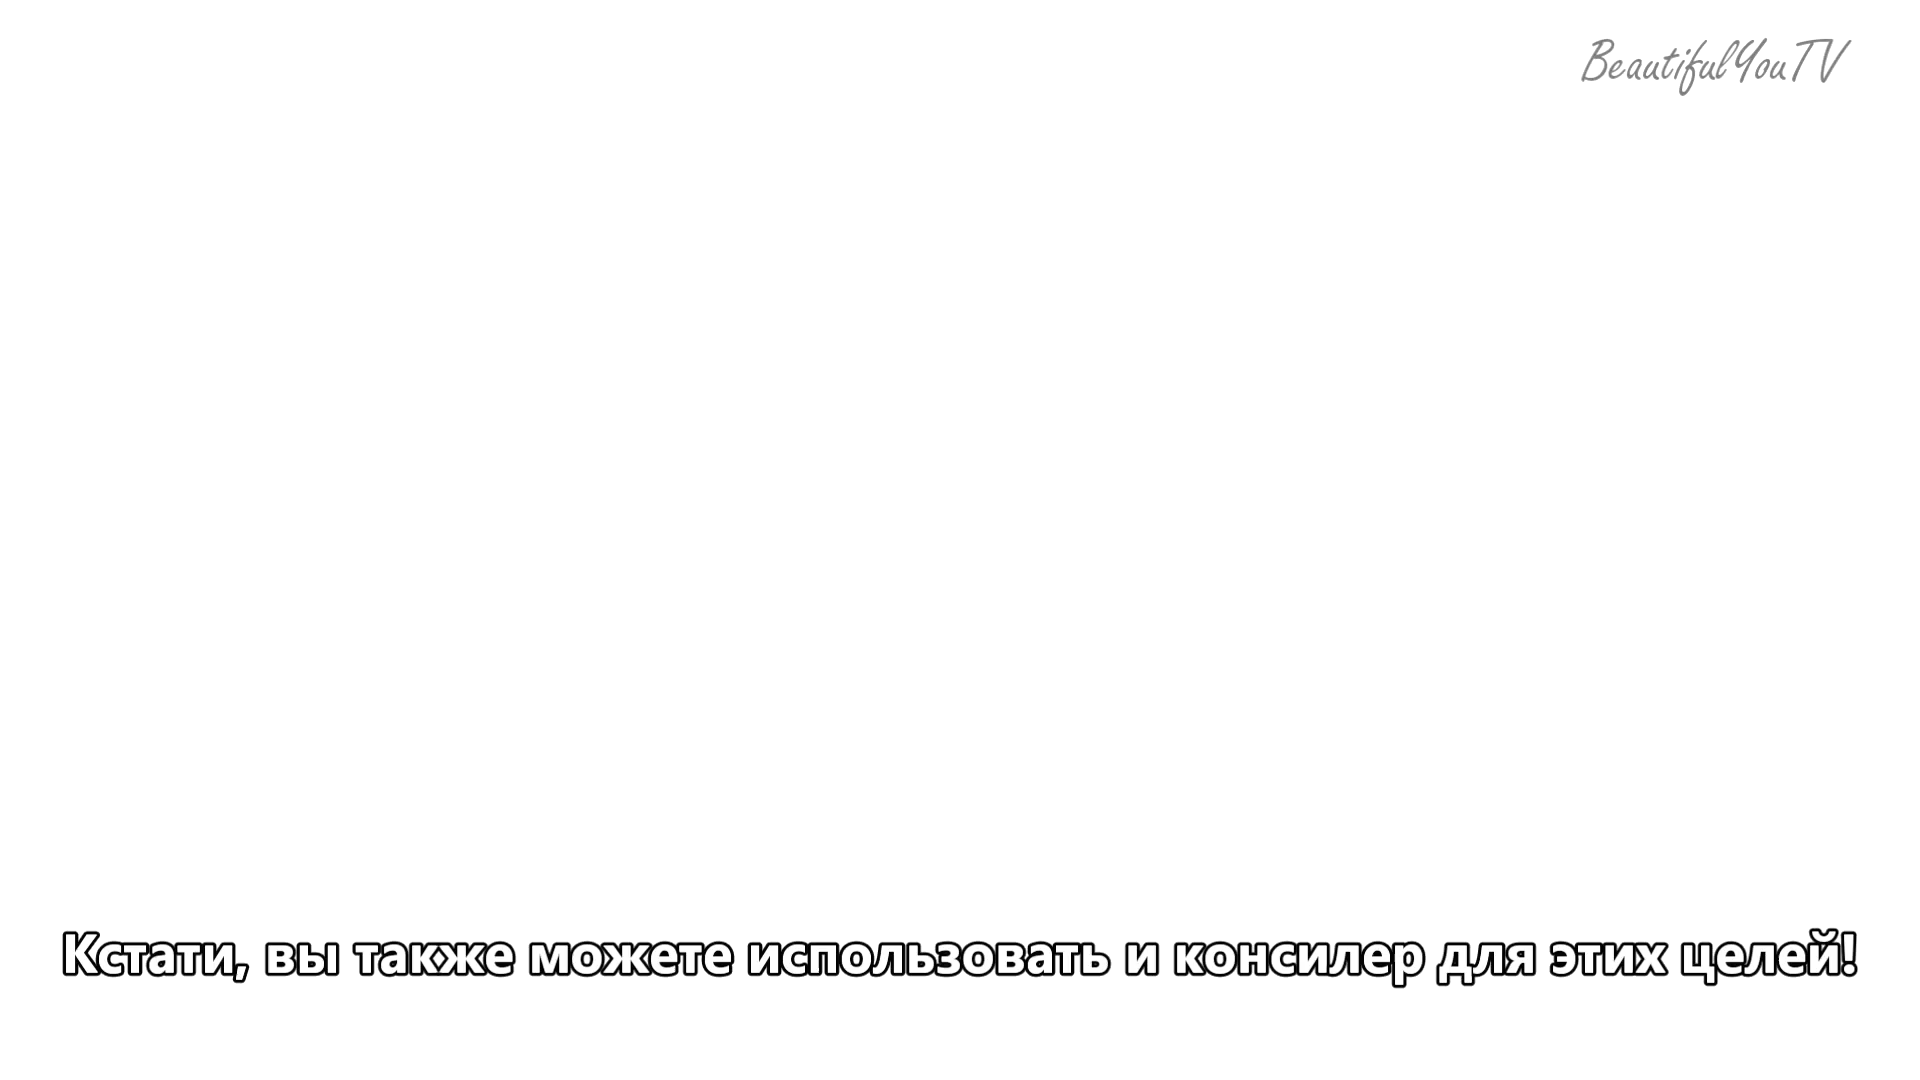 BeautifulYouTV
Кстати, вы также можете использовать и консилер для этих целей!